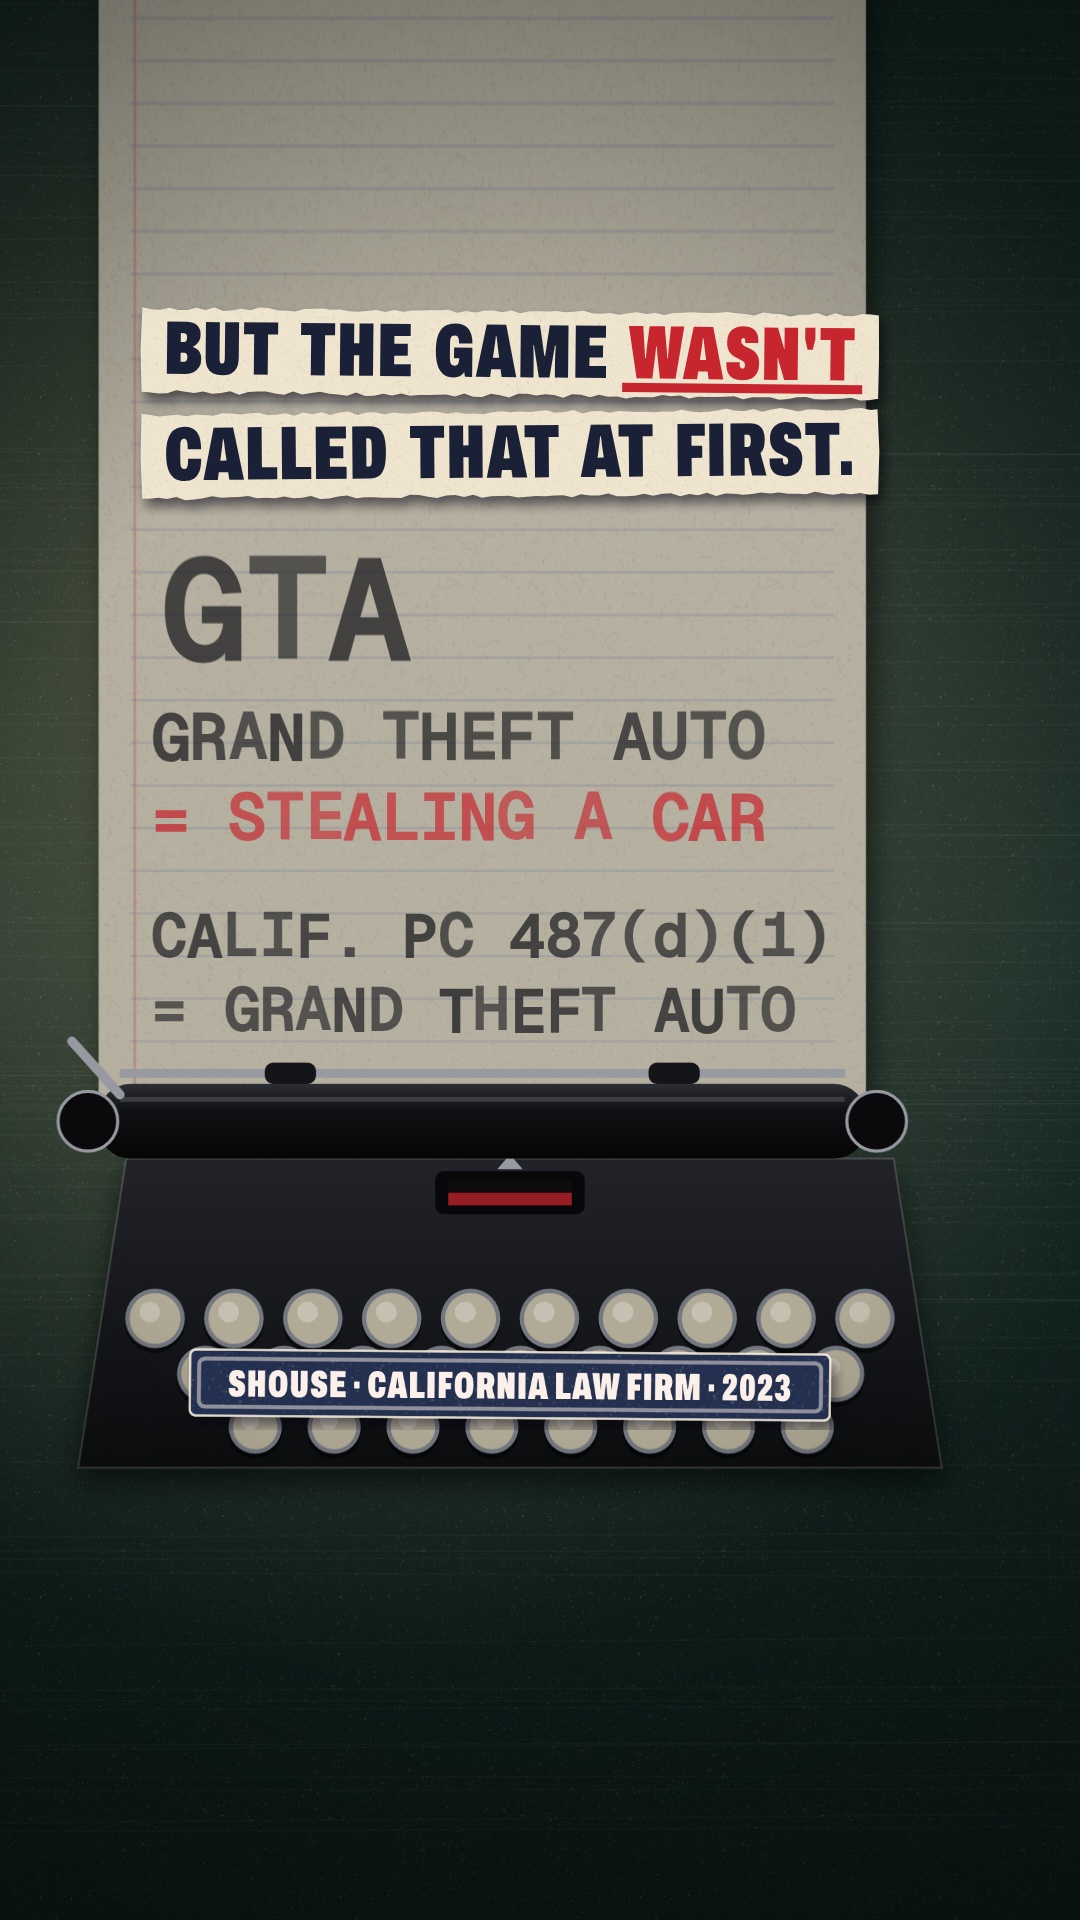 BUT THE GAME WASN'T
CALLED THAT AT FIRST.
GTA
GRAND THEFT AUTO
= STEALING A CAR
CALIF. PC 487(d)(1)
= GRAND THEFT AUTO
SHOUSE · CALIFORNIA LAW FIRM · 2023